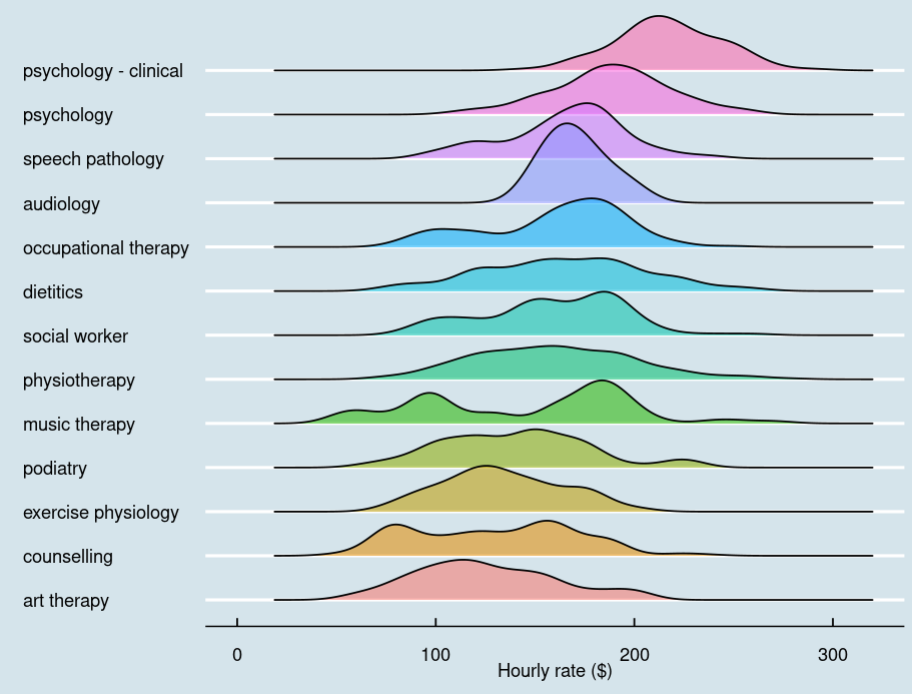 psychology - clinical
psychology
speech pathology
audiology
occupational therapy
dietitics
social worker
physiotherapy
music therapy
podiatry
exercise physiology
counselling
art therapy
0 100 200 300
Hourly rate ($)